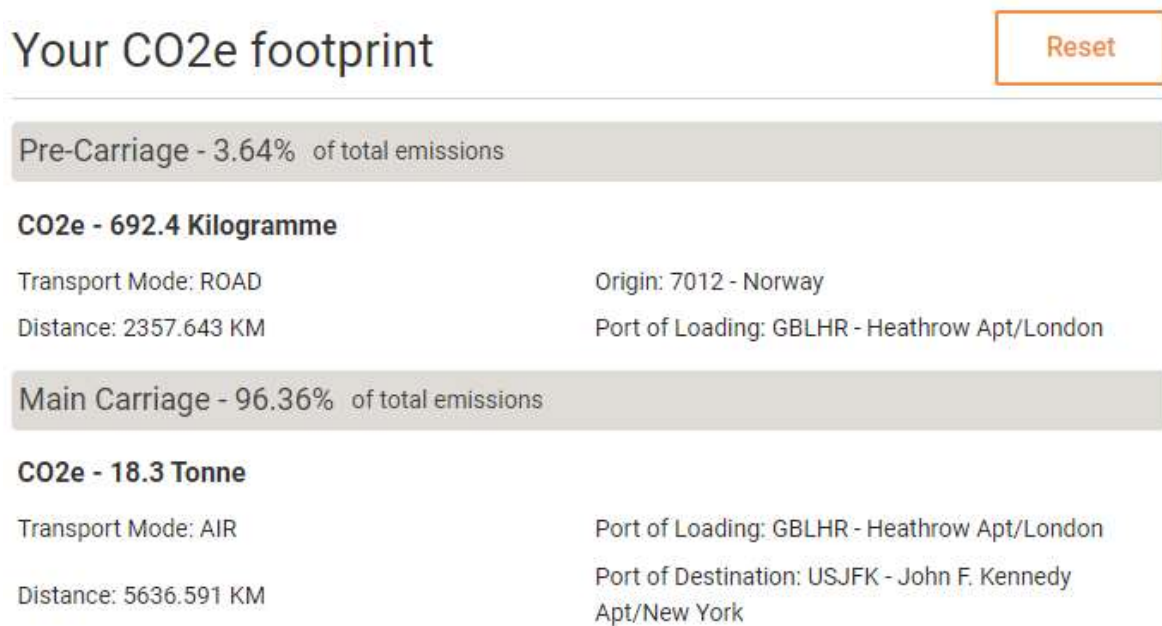 Your CO2e footprint
Reset
Pre-Carriage - 3.64% of total emissions
CO2e - 692.4 Kilogramme
Transport Mode: ROAD
Origin: 7012 - Norway
Distance: 2357.643 KM
Port of Loading: GBLHR - Heathrow Apt/London
Main Carriage - 96.36% of total emissions
CO2e - 18.3 Tonne
Transport Mode: AIR
Port of Loading: GBLHR - Heathrow Apt/London
Distance: 5636.591 KM
Port of Destination: USJFK - John F. Kennedy
Apt/New York